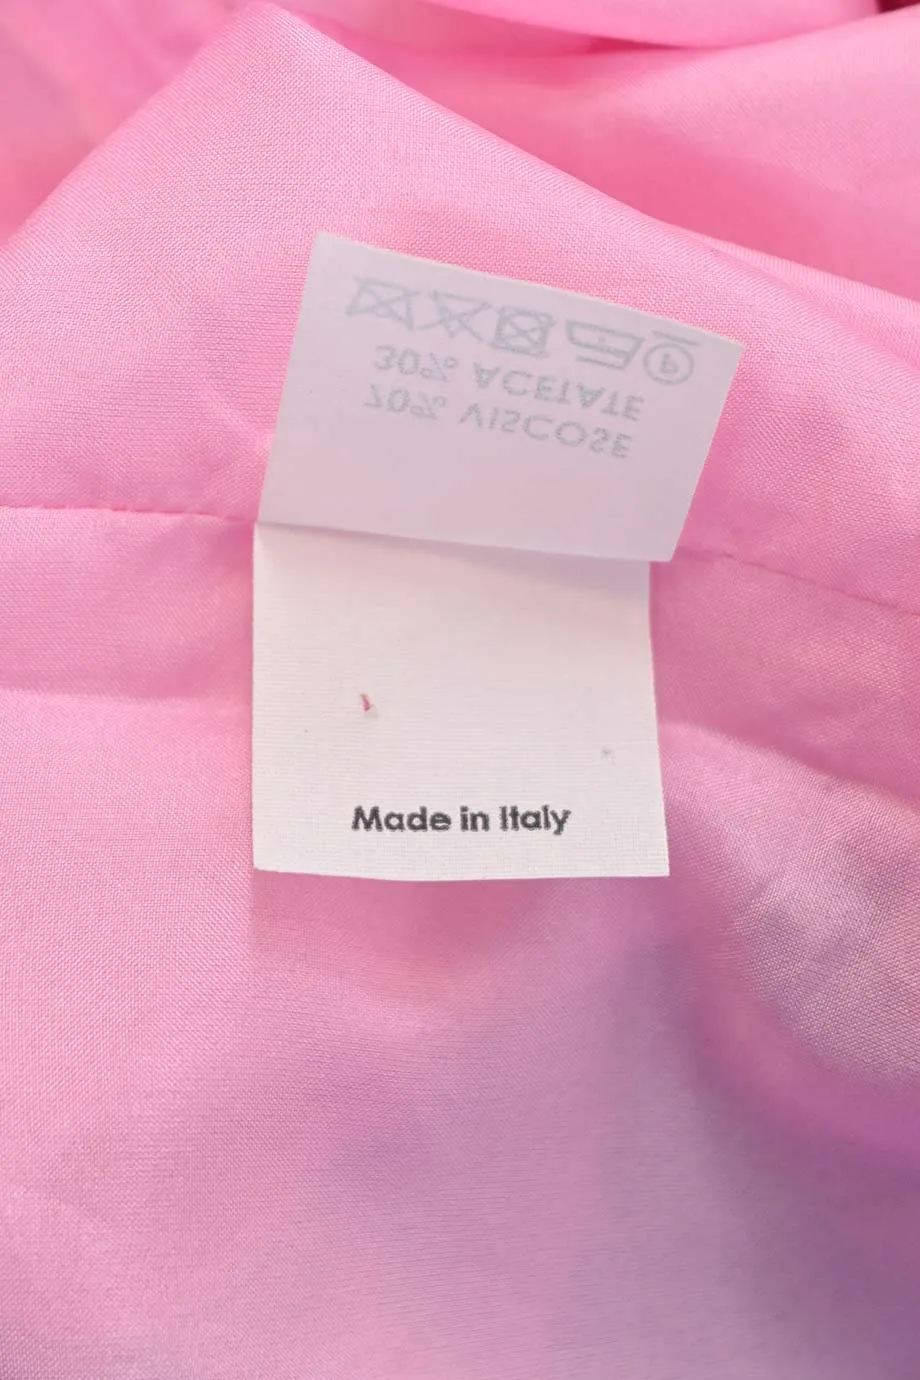 30% ACETATE
70% VISCOSE
P
Made in Italy